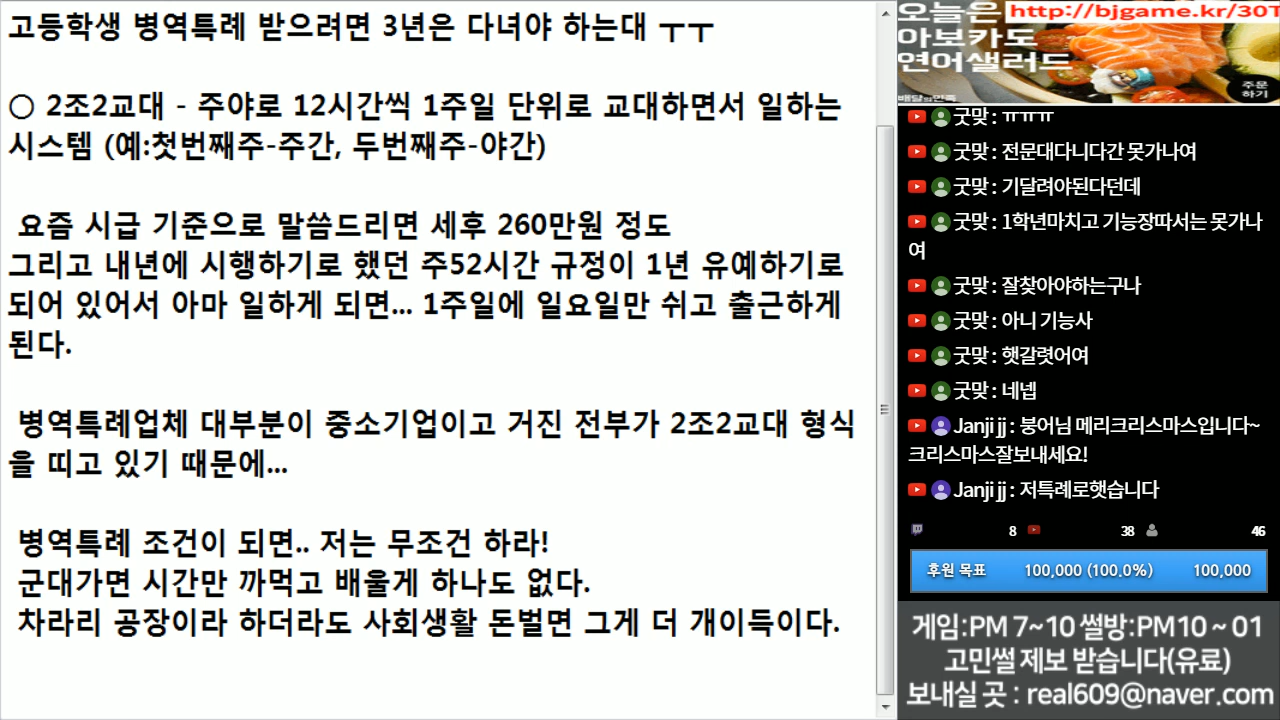 고등학생 병역특례 받으려면 3년은 다녀야 하는대 ㅜㅜ
○ 2조2교대 - 주야로 12시간씩 1주일 단위로 교대하면서 일하는
시스템 (예:첫번째주-주간, 두번째주-야간)
요즘 시급 기준으로 말씀드리면 세후 260만원 정도
그리고 내년에 시행하기로 했던 주52시간 규정이 1년 유예하기로
되어 있어서 아마 일하게 되면... 1주일에 일요일만 쉬고 출근하게
된다.
병역특례업체 대부분이 중소기업이고 거진 전부가 2조2교대 형식
을 띠고 있기 때문에...
병역특례 조건이 되면.. 저는 무조건 하라!
군대가면 시간만 까먹고 배울게 하나도 없다.
차라리 공장이라 하더라도 사회생활 돈벌면 그게 더 개이득이다.
오늘은 http://bjgame.kr/30T
아보카도
연어샐러드
배달의민족
주문
하기
굿맞 : ㅠㅠㅠ
굿맞 : 전문대다니다간 못가나여
굿맞 : 기달려야된다던데
굿맞 : 1학년마치고 기능장따서는 못가나
여
굿맞 : 잘찾아야하는구나
굿맞 : 아니 기능사
굿맞 : 햇갈렷어여
굿맞 : 네넵
Janji jj : 붕어님 메리크리스마스입니다~
크리스마스잘보내세요!
Janji jj : 저특례로햇습니다
8 38 46
후원 목표 100,000 (100.0%) 100,000
게임:PM 7~10 썰방:PM10 ~ 01
고민썰 제보 받습니다(유료)
보내실 곳 : real609@naver.com